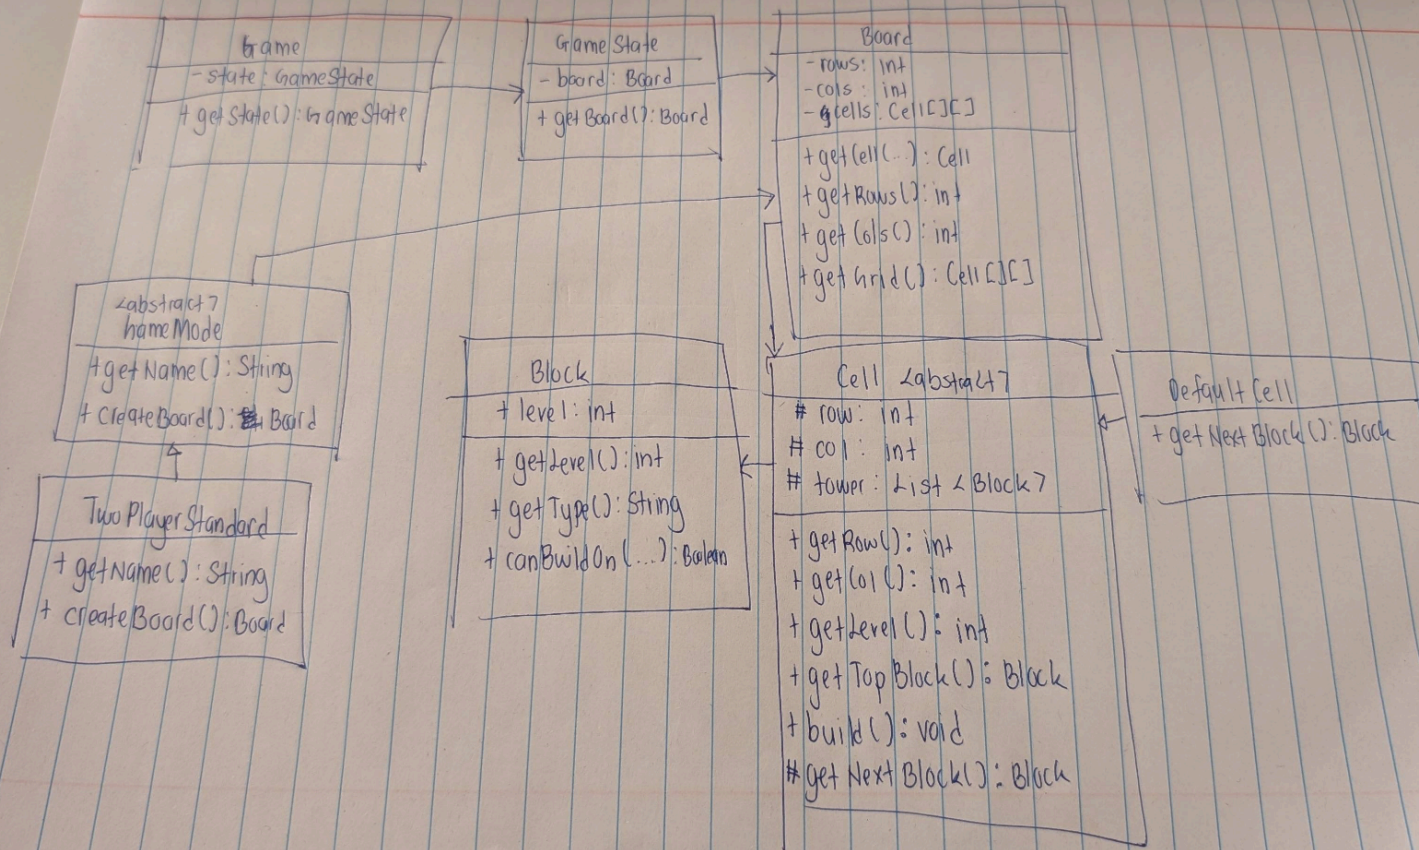 Game
- state : GameState
+ getState() : GameState
GameState
- board : Board
+ getBoard() : Board
Board
- rows: int
- cols : int
- cells : Cell[][]
+ getCell(...) : Cell
+ getRows() : int
+ getCols() : int
+ getGrid() : Cell[][]
<abstract>
GameMode
+ getName() : String
+ createBoard() : Board
TwoPlayerStandard
+ getName() : String
+ createBoard() : Board
Block
+ level : int
+ getLevel() : int
+ getType() : String
+ canBuildOn (...) : Boolean
Cell <abstract>
# row : int
# col : int
# tower : List <Block>
+ getRow() : int
+ getCol() : int
+ getLevel() : int
+ getTopBlock() : Block
+ build() : void
# getNextBlock() : Block
Default Cell
+ getNextBlock() : Block